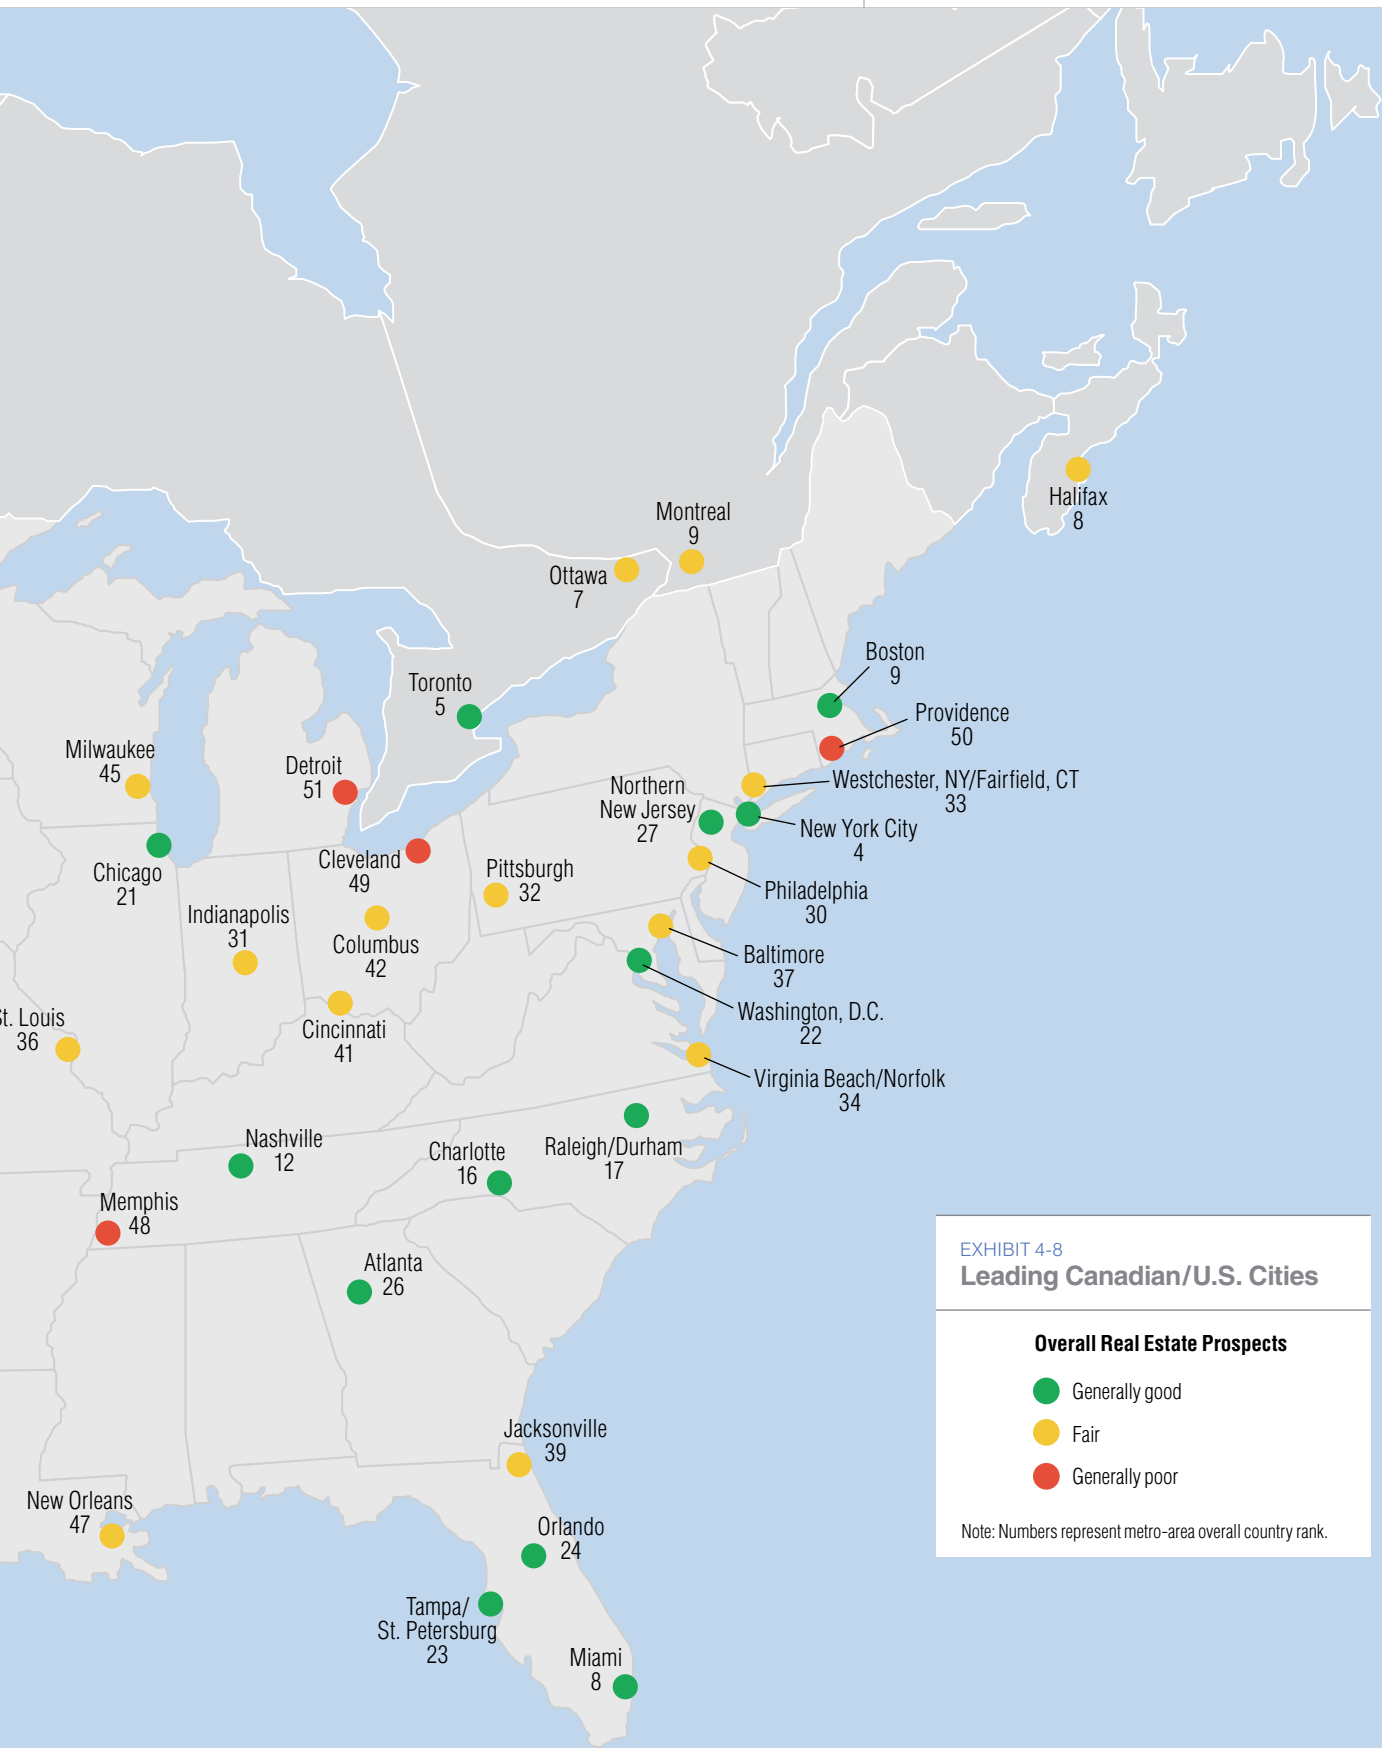 Montreal
9
Halifax
8
Ottawa
7
Boston
9
Toronto
5
Providence
50
Milwaukee
45
Detroit
51
Westchester, NY/Fairfield, CT
33
Northern
New Jersey
27
New York City
4
Chicago
21
Cleveland
49
Pittsburgh
32
Philadelphia
30
Indianapolis
31
Columbus
42
Baltimore
37
Washington, D.C.
22
St. Louis
36
Cincinnati
41
Virginia Beach/Norfolk
34
Nashville
12
Charlotte
16
Raleigh/Durham
17
Memphis
48
Atlanta
26
Jacksonville
39
New Orleans
47
Orlando
24
Tampa/
St. Petersburg
23
Miami
8
EXHIBIT 4-8
Leading Canadian/U.S. Cities
Overall Real Estate Prospects
Generally good
Fair
Generally poor
Note: Numbers represent metro-area overall country rank.